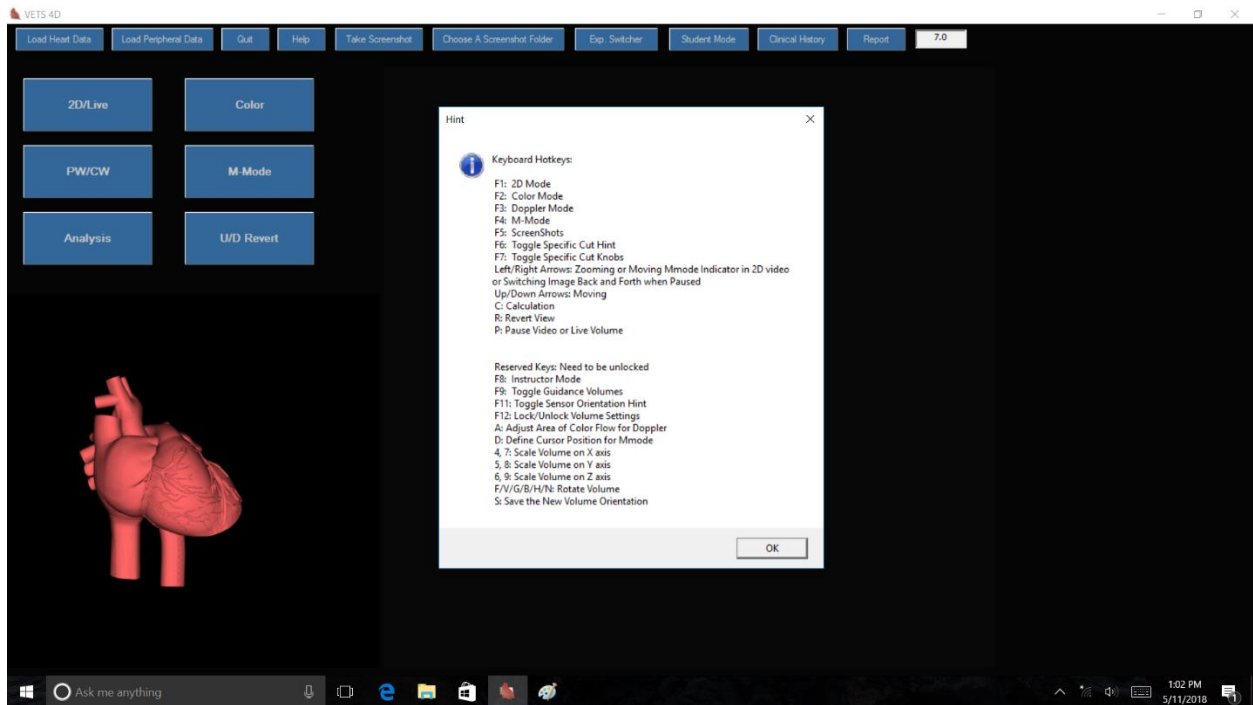 VETS 4D
Load Heart Data Load Peripheral Data Quit Help Take Screenshot Choose A Screenshot Folder Exp. Switcher Student Mode Clinical History Report 7.0
2D/Live Color
PW/CW M-Mode
Analysis U/D Revert
Hint
Keyboard Hotkeys:
F1: 2D Mode
F2: Color Mode
F3: Doppler Mode
F4: M-Mode
F5: ScreenShots
F6: Toggle Specific Cut Hint
F7: Toggle Specific Cut Knobs
Left/Right Arrows: Zooming or Moving Mmode Indicator in 2D video
or Switching Image Back and Forth when Paused
Up/Down Arrows: Moving
C: Calculation
R: Revert View
P: Pause Video or Live Volume
Reserved Keys: Need to be unlocked
F8: Instructor Mode
F9: Toggle Guidance Volumes
F11: Toggle Sensor Orientation Hint
F12: Lock/Unlock Volume Settings
A: Adjust Area of Color Flow for Doppler
D: Define Cursor Position for Mmode
4, 7: Scale Volume on X axis
5, 8: Scale Volume on Y axis
6, 9: Scale Volume on Z axis
F/V/G/B/H/N: Rotate Volume
S: Save the New Volume Orientation
OK
Ask me anything
1:02 PM
5/11/2018
1